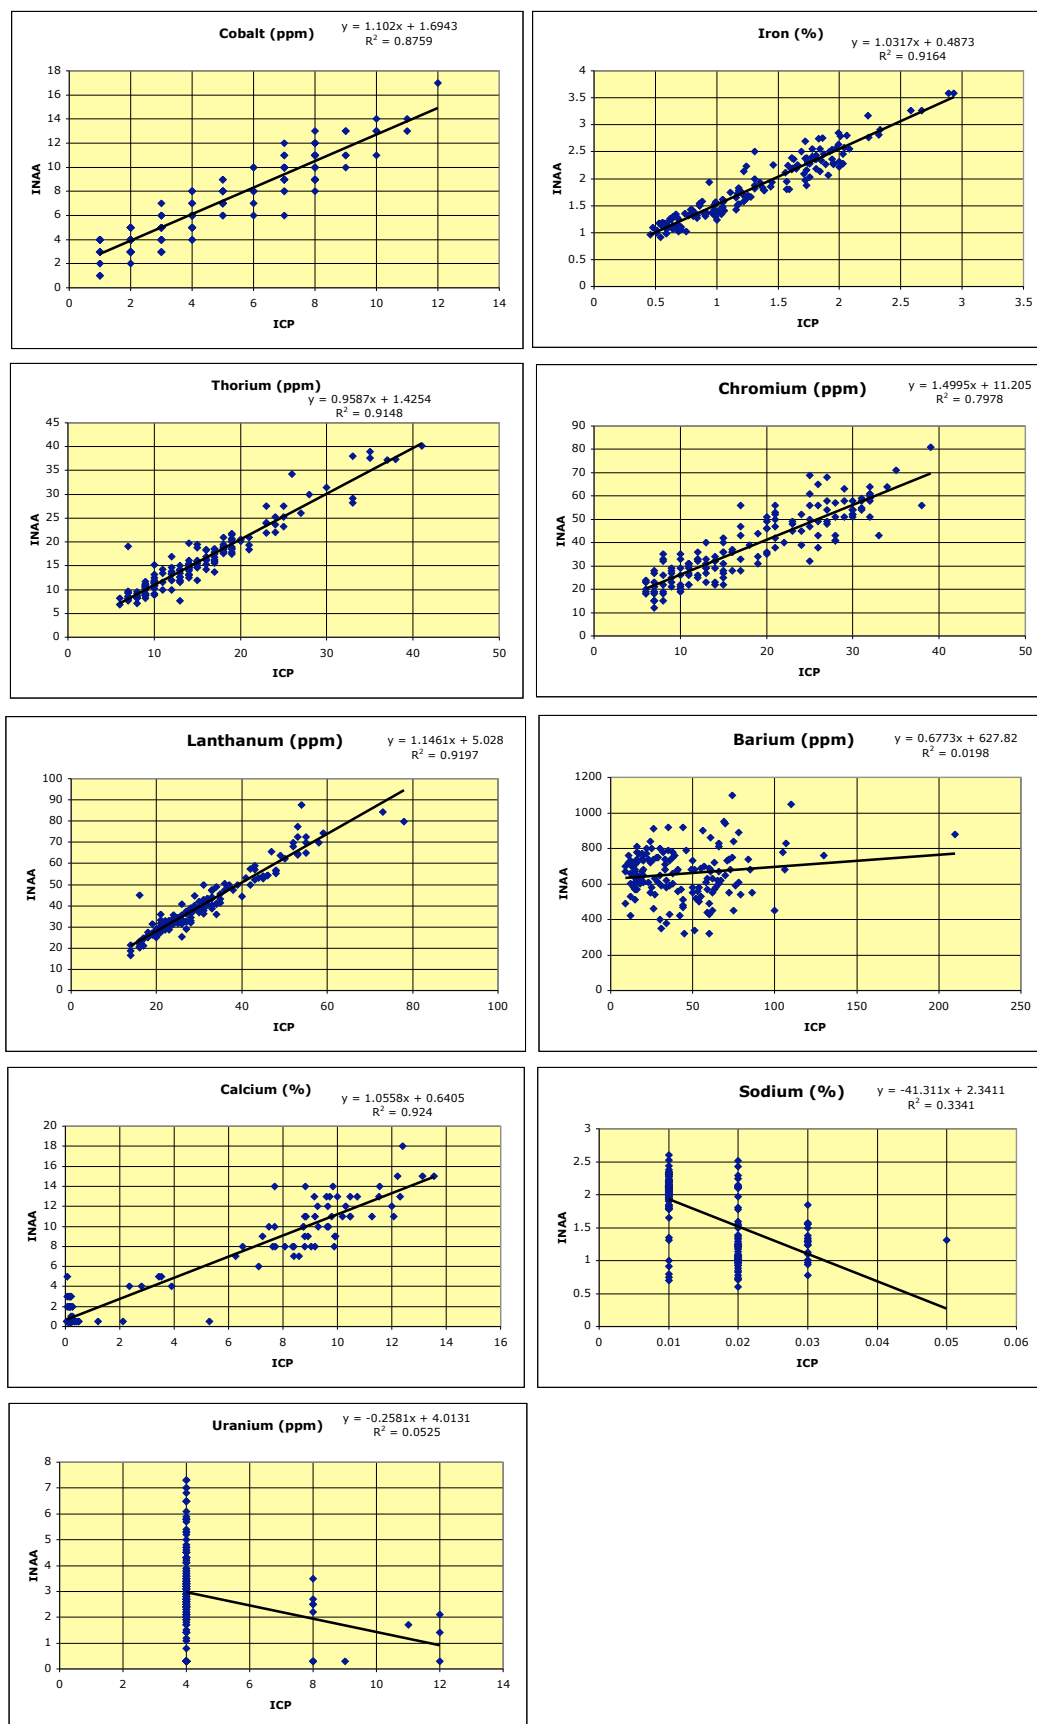 Cobalt (ppm)
y = 1.102x + 1.6943
R² = 0.8759
INAA
18
16
14
12
10
8
6
4
2
0
0 2 4 6 8 10 12 14
ICP
Iron (%)
y = 1.0317x + 0.4873
R² = 0.9164
INAA
4
3.5
3
2.5
2
1.5
1
0.5
0
0 0.5 1 1.5 2 2.5 3 3.5
ICP
Thorium (ppm)
y = 0.9587x + 1.4254
R² = 0.9148
INAA
45
40
35
30
25
20
15
10
5
0
0 10 20 30 40 50
ICP
Chromium (ppm)
y = 1.4995x + 11.205
R² = 0.7978
INAA
90
80
70
60
50
40
30
20
10
0
0 10 20 30 40 50
ICP
Lanthanum (ppm)
y = 1.1461x + 5.028
R² = 0.9197
INAA
100
90
80
70
60
50
40
30
20
10
0
0 20 40 60 80 100
ICP
Barium (ppm)
y = 0.6773x + 627.82
R² = 0.0198
INAA
1200
1000
800
600
400
200
0
0 50 100 150 200 250
ICP
Calcium (%)
y = 1.0558x + 0.6405
R² = 0.924
INAA
20
18
16
14
12
10
8
6
4
2
0
0 2 4 6 8 10 12 14 16
ICP
Sodium (%)
y = -41.311x + 2.3411
R² = 0.3341
INAA
3
2.5
2
1.5
1
0.5
0
0 0.01 0.02 0.03 0.04 0.05 0.06
ICP
Uranium (ppm)
y = -0.2581x + 4.0131
R² = 0.0525
INAA
8
7
6
5
4
3
2
1
0
0 2 4 6 8 10 12 14
ICP